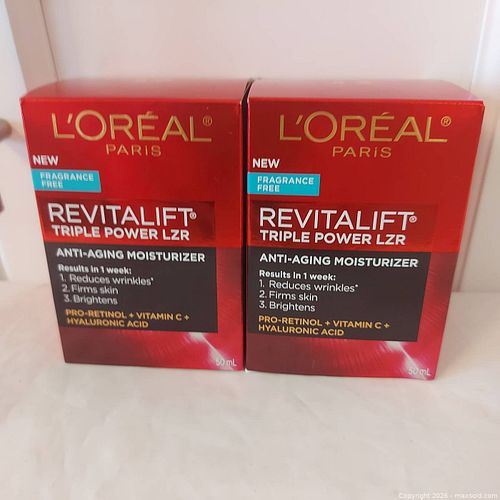 L'ORÉAL®
PARIS
NEW
FRAGRANCE
FREE
REVITALIFT®
TRIPLE POWER LZR
ANTI-AGING MOISTURIZER
Results in 1 week:
1. Reduces wrinkles*
2. Firms skin
3. Brightens
PRO-RETINOL + VITAMIN C +
HYALURONIC ACID
50 mL
L'ORÉAL®
PARIS
NEW
FRAGRANCE
FREE
REVITALIFT®
TRIPLE POWER LZR
ANTI-AGING MOISTURIZER
Results in 1 week:
1. Reduces wrinkles*
2. Firms skin
3. Brightens
PRO-RETINOL + VITAMIN C +
HYALURONIC ACID
50 mL
Copyright 2026 - maxsold.com